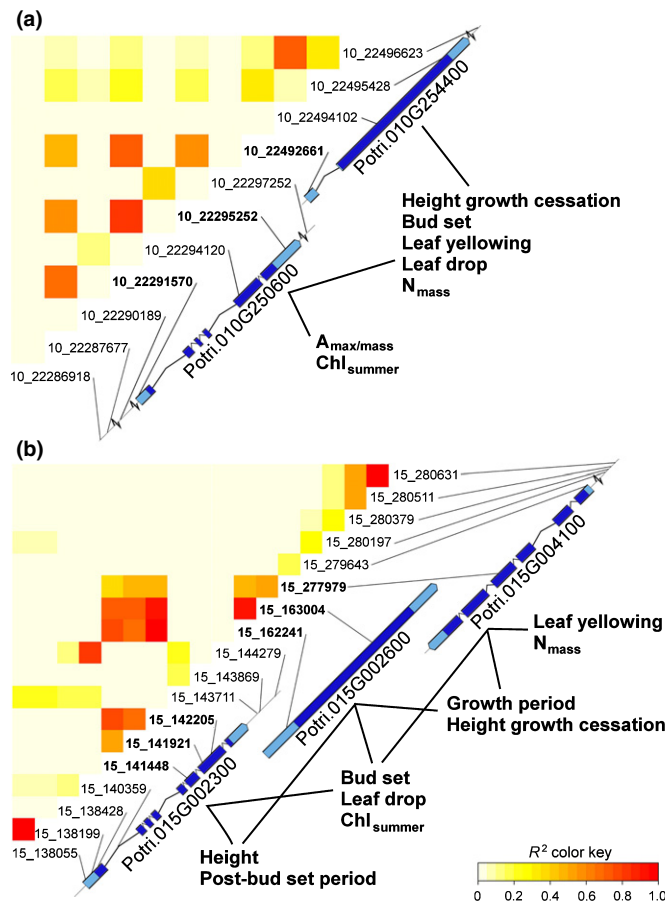 (a)
10_22496623
10_22495428
10_22494102
10_22492661
10_22297252
10_22295252
10_22294120
10_22291570
10_22290189
10_22287677
10_22286918
Potri.010G254400
Potri.010G250600
Height growth cessation
Bud set
Leaf yellowing
Leaf drop
Nmass
Amax/mass
Chlsummer
(b)
15_280631
15_280511
15_280379
15_280197
15_279643
15_277979
15_163004
15_162241
15_144279
15_143869
15_143711
15_142205
15_141921
15_141448
15_140359
15_138428
15_138199
15_138055
Potri.015G004100
Potri.015G002600
Potri.015G002300
Leaf yellowing
Nmass
Growth period
Height growth cessation
Bud set
Leaf drop
Chlsummer
Height
Post-bud set period
R² color key
0 0.2 0.4 0.6 0.8 1.0